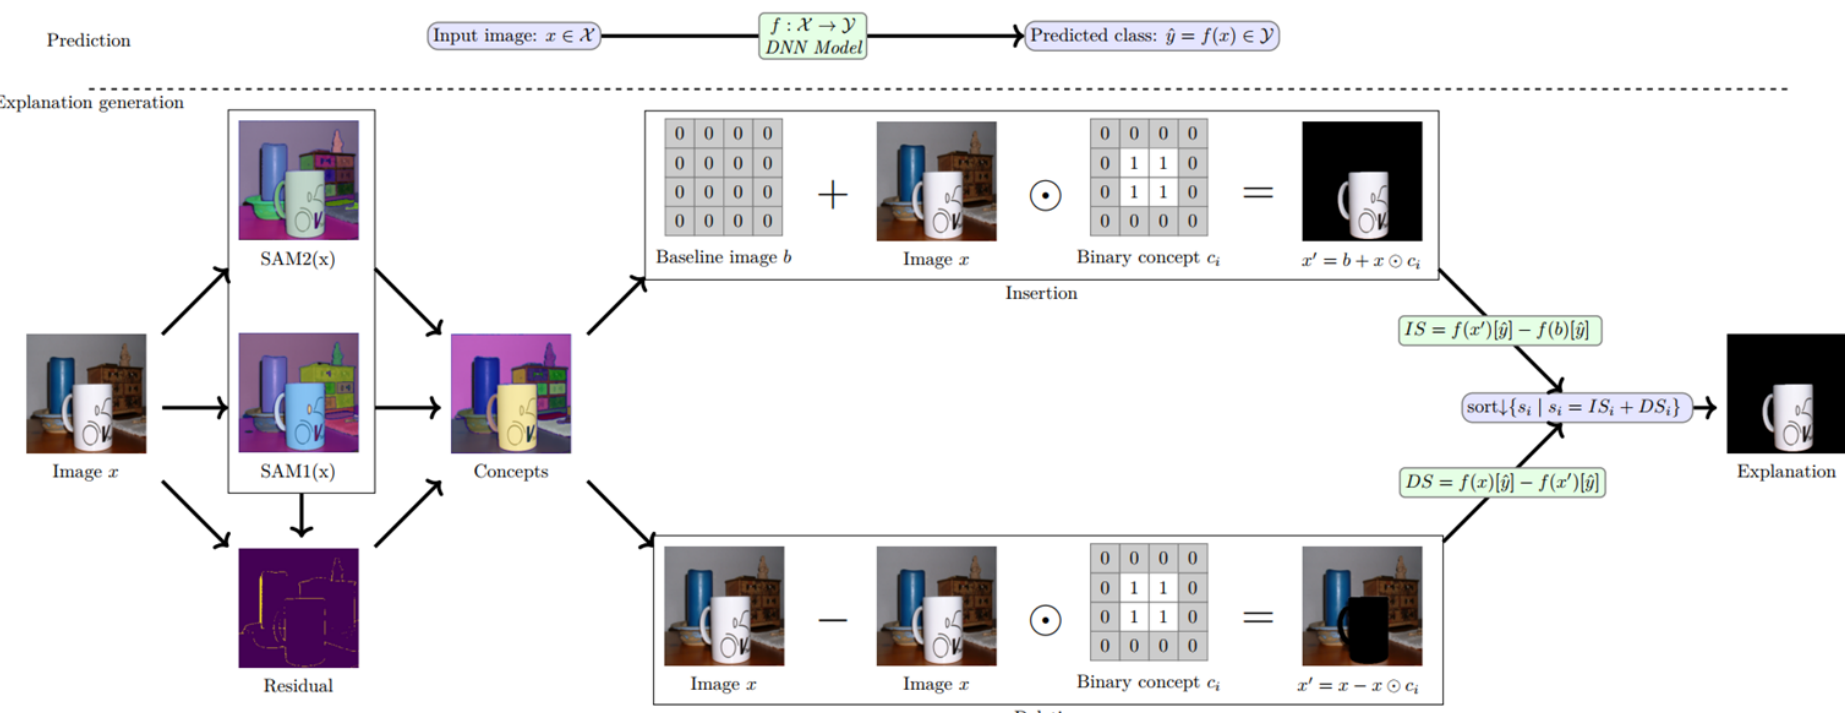 Prediction
Input image: x ∈ 𝒳
f : 𝒳 → 𝒴
DNN Model
Predicted class: ŷ = f(x) ∈ 𝒴
Explanation generation
SAM2(x)
SAM1(x)
Image x
Residual
Concepts
0 0 0 0
0 0 0 0
0 0 0 0
0 0 0 0
Baseline image b
+
Image x
⊙
0 0 0 0
0 1 1 0
0 1 1 0
0 0 0 0
Binary concept cᵢ
=
x′ = b + x ⊙ cᵢ
Insertion
Image x
−
Image x
⊙
0 0 0 0
0 1 1 0
0 1 1 0
0 0 0 0
Binary concept cᵢ
=
x′ = x − x ⊙ cᵢ
IS = f(x′)[ŷ] − f(b)[ŷ]
sort↓{sᵢ | sᵢ = ISᵢ + DSᵢ}
DS = f(x)[ŷ] − f(x′)[ŷ]
Explanation